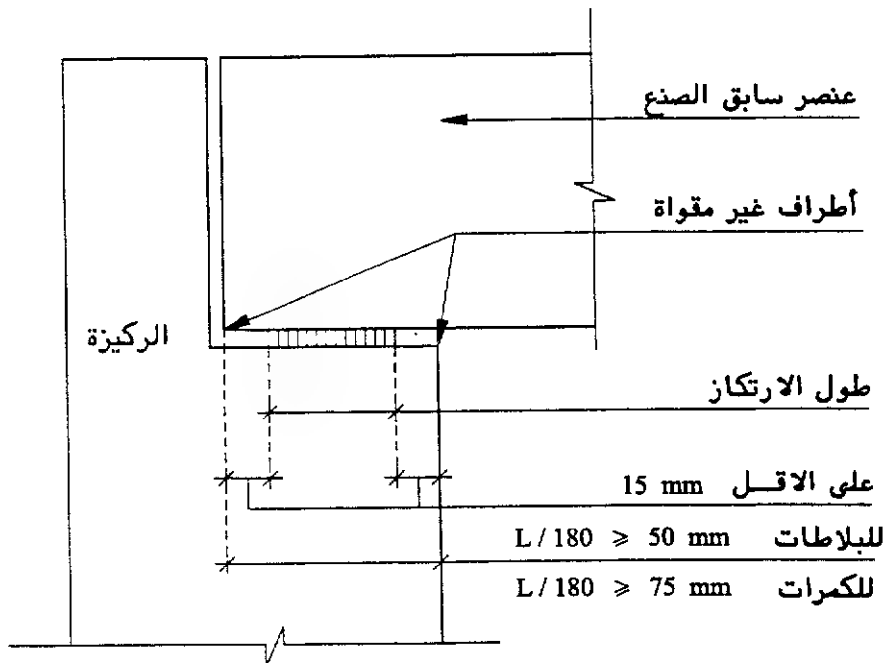 عنصر سابق الصنع
أطراف غير مقواة
الركيزة
طول الارتكاز
على الاقل 15 mm
للبلاطات L / 180 ⩾ 50 mm
للكمرات L / 180 ⩾ 75 mm